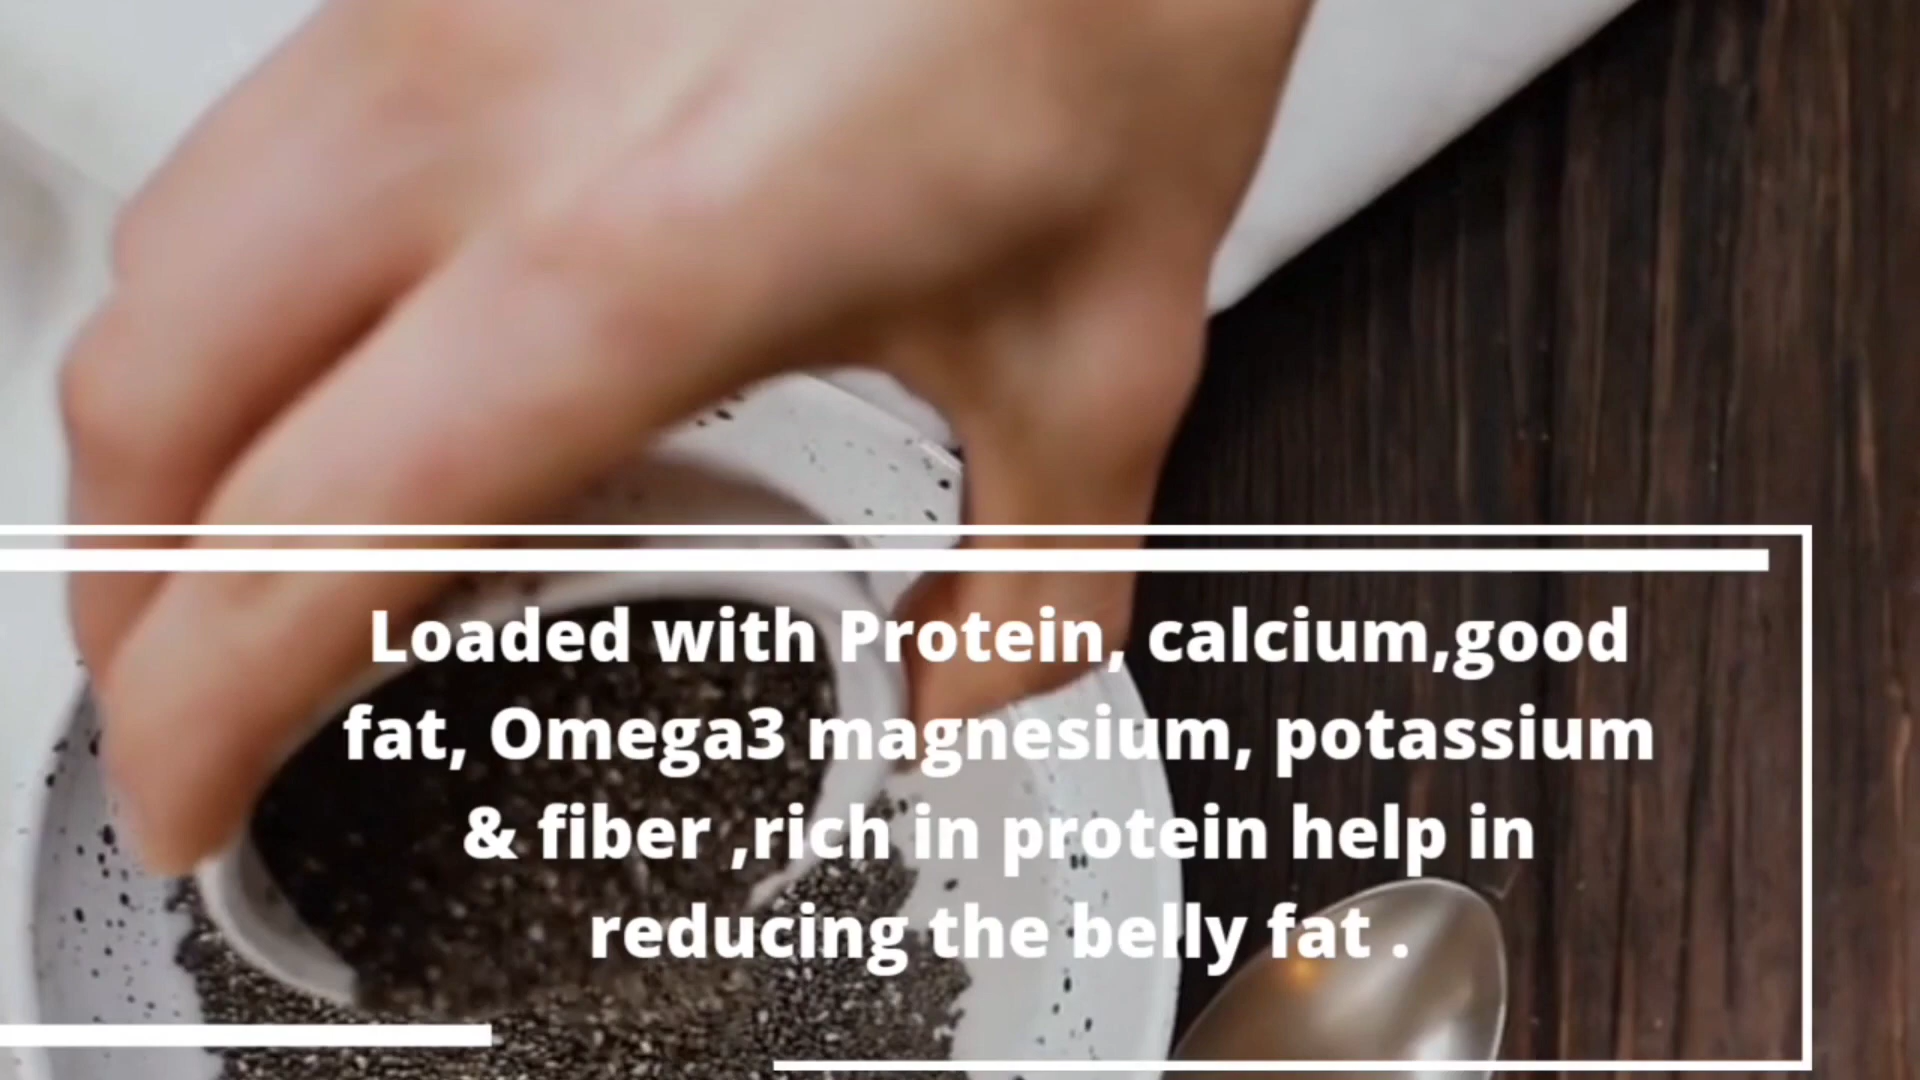 Loaded with Protein, calcium,good
fat, Omega3 magnesium, potassium
& fiber ,rich in protein help in
reducing the belly fat .